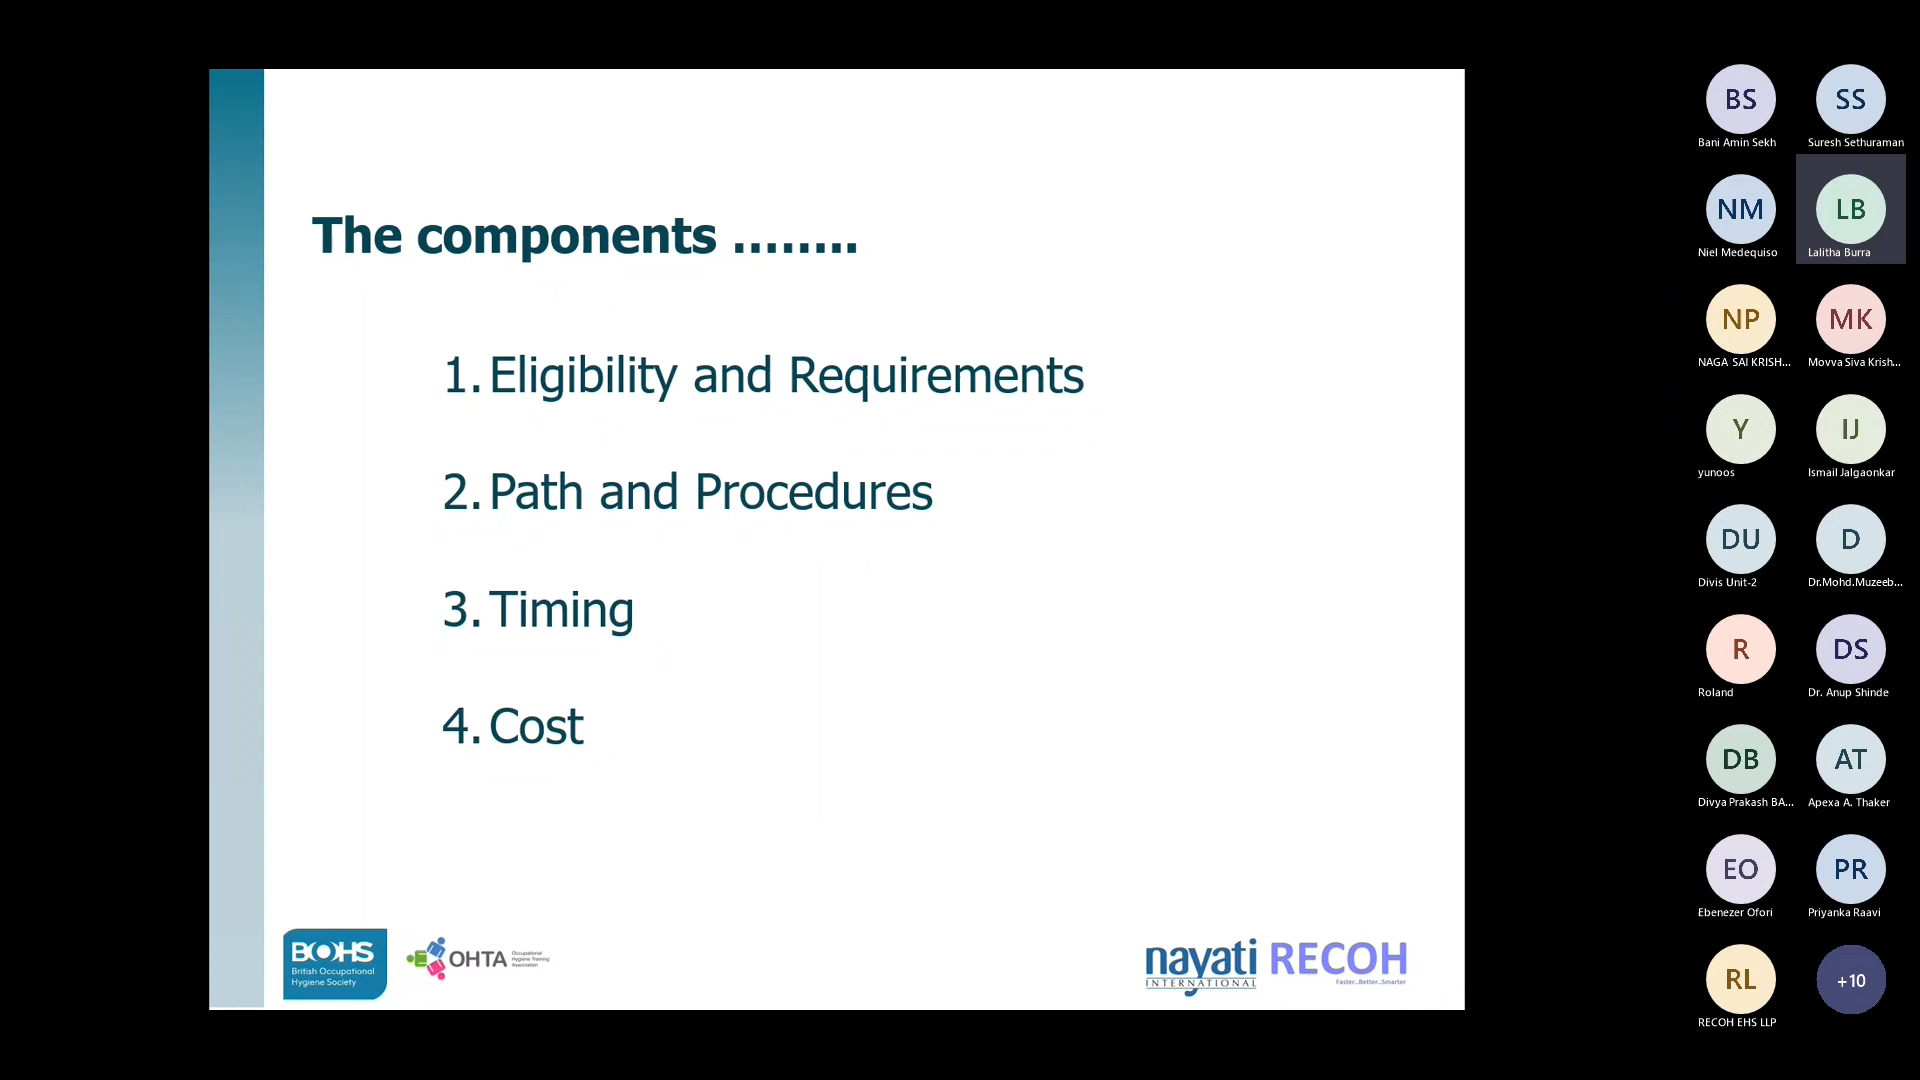 The components ........
1. Eligibility and Requirements
2. Path and Procedures
3. Timing
4. Cost
BOHS
British Occupational
Hygiene Society
OHTA
Occupational
Hygiene Training
Association
nayati
INTERNATIONAL
RECOH
Faster..Better..Smarter
BS
Bani Amin Sekh
SS
Suresh Sethuraman
NM
Niel Medequiso
LB
Lalitha Burra
NP
NAGA SAI KRISH...
MK
Movva Siva Krish...
Y
yunoos
IJ
Ismail Jalgaonkar
DU
Divis Unit-2
D
Dr.Mohd.Muzeeb...
R
Roland
DS
Dr. Anup Shinde
DB
Divya Prakash BA...
AT
Apexa A. Thaker
EO
Ebenezer Ofori
PR
Priyanka Raavi
RL
RECOH EHS LLP
+10